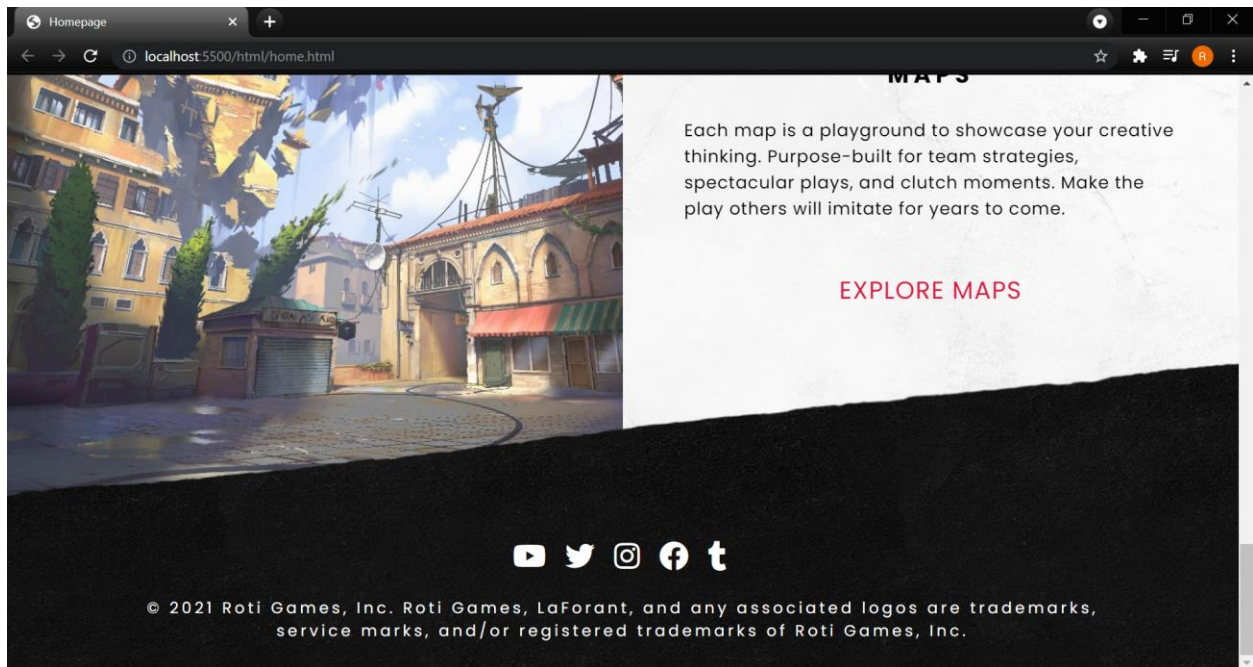 Homepage
localhost:5500/html/home.html
R
MAPS
Each map is a playground to showcase your creative
thinking. Purpose-built for team strategies,
spectacular plays, and clutch moments. Make the
play others will imitate for years to come.
EXPLORE MAPS
© 2021 Roti Games, Inc. Roti Games, LaForant, and any associated logos are trademarks,
service marks, and/or registered trademarks of Roti Games, Inc.